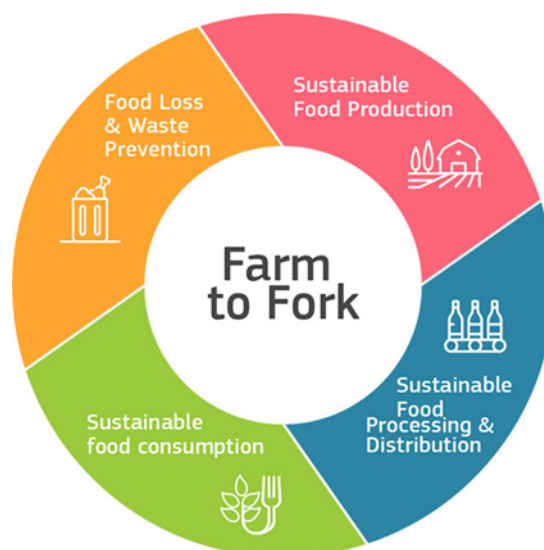 Food Loss
& Waste
Prevention
Sustainable
Food Production
Farm
to Fork
Sustainable
Food
Processing &
Distribution
Sustainable
food consumption